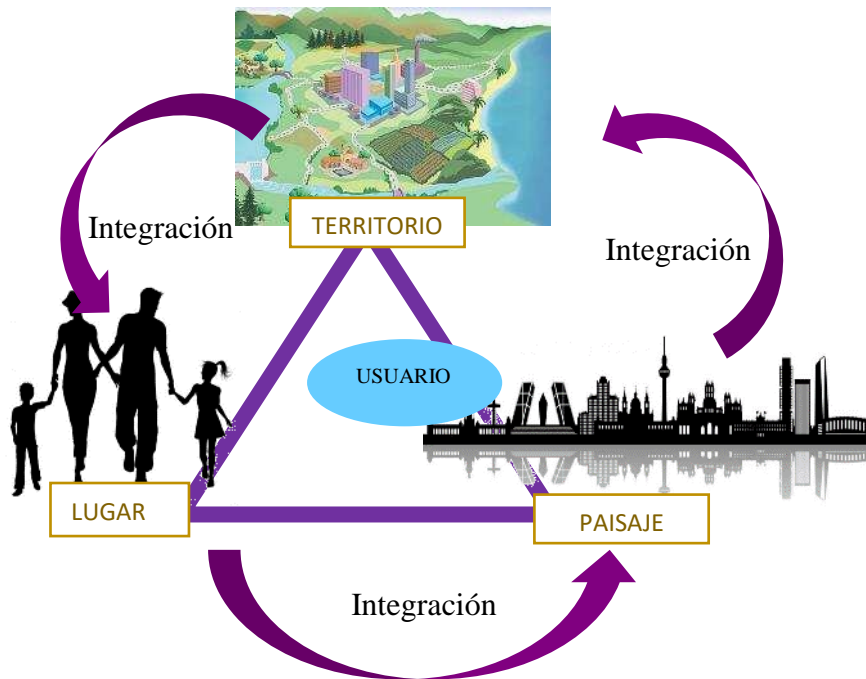 TERRITORIO
Integración
Integración
USUARIO
LUGAR
PAISAJE
Integración